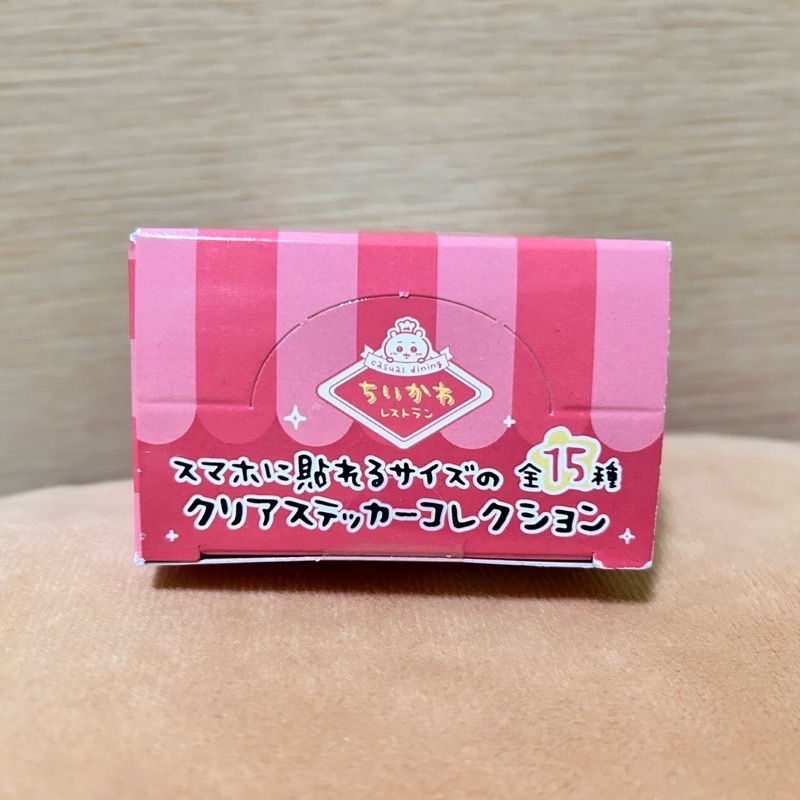 casual dining
ちいかわ
レストラン
スマホに貼れるサイズの 全15種
クリアステッカーコレクション